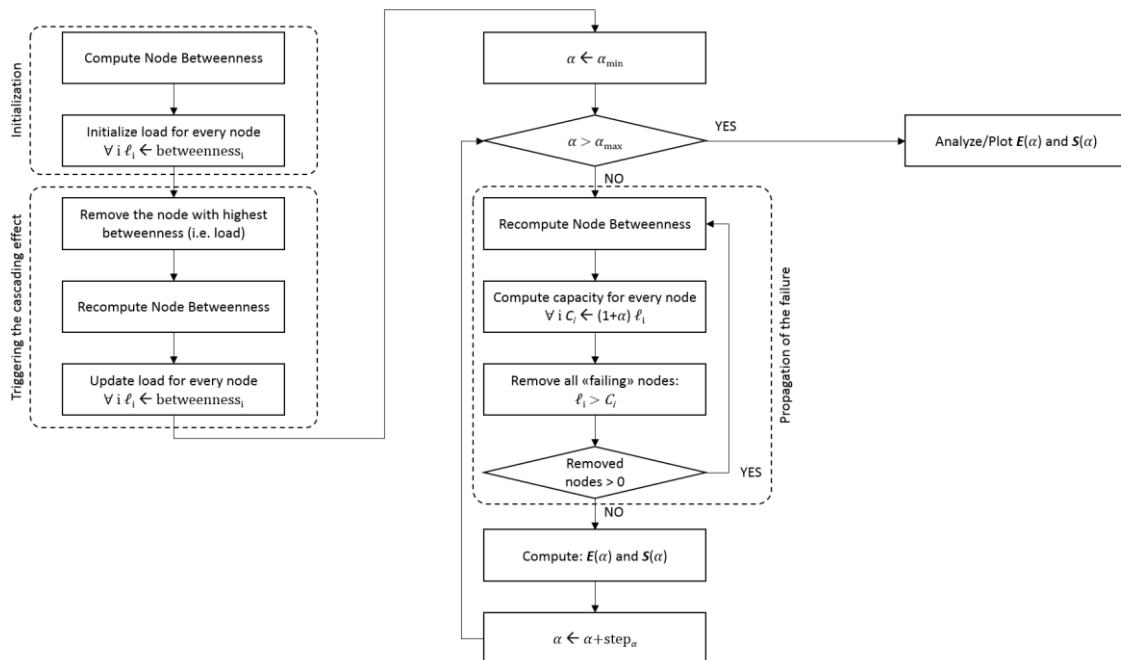 Initialization
Compute Node Betweenness
Initialize load for every node
∀ i ℓi ← betweennessi
Triggering the cascading effect
Remove the node with highest
betweenness (i.e. load)
Recompute Node Betweenness
Update load for every node
∀ i ℓi ← betweennessi
α ← αmin
α > αmax
YES
Analyze/Plot E(α) and S(α)
NO
Propagation of the failure
Recompute Node Betweenness
Compute capacity for every node
∀ i Ci ← (1+α) ℓi
Remove all «failing» nodes:
ℓi > Ci
Removed
nodes > 0
YES
NO
Compute: E(α) and S(α)
α ← α+stepα